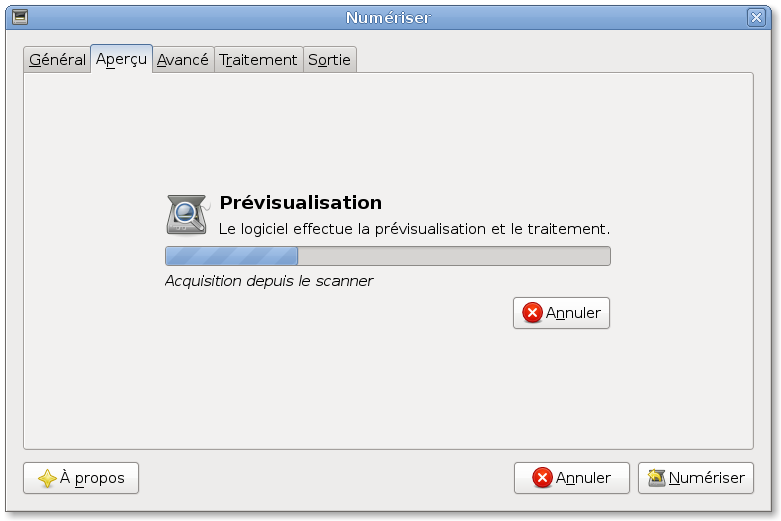 Numériser
Général Aperçu Avancé Traitement Sortie
Prévisualisation
Le logiciel effectue la prévisualisation et le traitement.
Acquisition depuis le scanner
Annuler
À propos Annuler Numériser